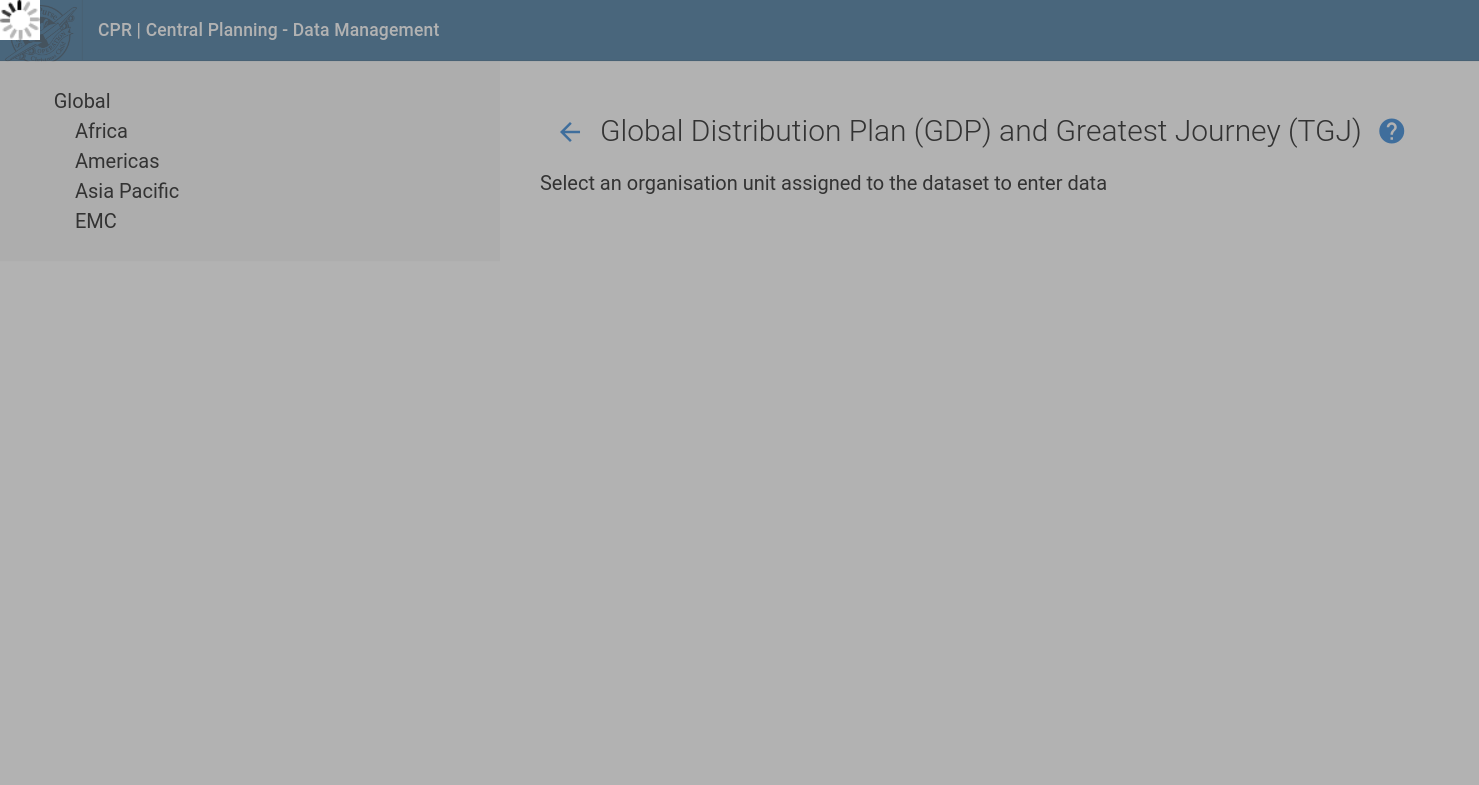 CPR | Central Planning - Data Management
Global
Africa
Americas
Asia Pacific
EMC
Global Distribution Plan (GDP) and Greatest Journey (TGJ)
Select an organisation unit assigned to the dataset to enter data